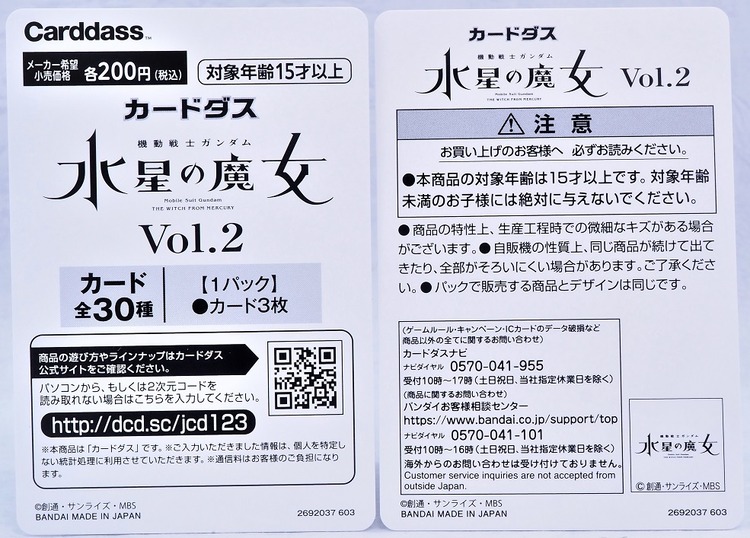 Carddass™
メーカー希望
小売価格 各200円(税込)
対象年齢15才以上
カードダス
機動戦士ガンダム
水星の魔女
Mobile Suit Gundam
THE WITCH FROM MERCURY
Vol.2
カード
全30種
【1パック】
●カード3枚
商品の遊び方やラインナップはカードダス
公式サイトをご確認ください。
パソコンから、もしくは2次元コードを
読み取れない場合はこちらを入力してください。
http://dcd.sc/jcd123
※本商品は「カードダス」です。※ご入力いただきました情報は、個人を特定し
ない統計処理に利用させていただきます。※通信料はお客様のご負担になり
ます。
©創通・サンライズ・MBS
BANDAI MADE IN JAPAN
2692037 603
カードダス
機動戦士ガンダム
水星の魔女 Vol.2
Mobile Suit Gundam
THE WITCH FROM MERCURY
⚠注意
お買い上げのお客様へ 必ずお読みください。
●本商品の対象年齢は15才以上です。対象年齢
未満のお子様には絶対に与えないでください。
●商品の特性上、生産工程時での微細なキズがある場合
がございます。●自販機の性質上、同じ商品が続けて出て
きたり、全部がそろいにくい場合があります。ご了承くださ
い。●パックで販売する商品とデザインは同じです。
(ゲームルール・キャンペーン・ICカードのデータ破損など
商品以外の全てに関するお問い合わせ)
カードダスナビ
ナビダイヤル 0570-041-955
受付10時~17時(土日祝日、当社指定休業日を除く)
(商品に関するお問い合わせ)
バンダイお客様相談センター
https://www.bandai.co.jp/support/top
ナビダイヤル 0570-041-101
受付10時~16時(土日祝日、当社指定休業日を除く)
海外からのお問い合わせは受け付けておりません。
Customer service inquiries are not accepted from
outside Japan.
水星の魔女
©創通・サンライズ・MBS
©創通・サンライズ・MBS
BANDAI MADE IN JAPAN
2692037 603